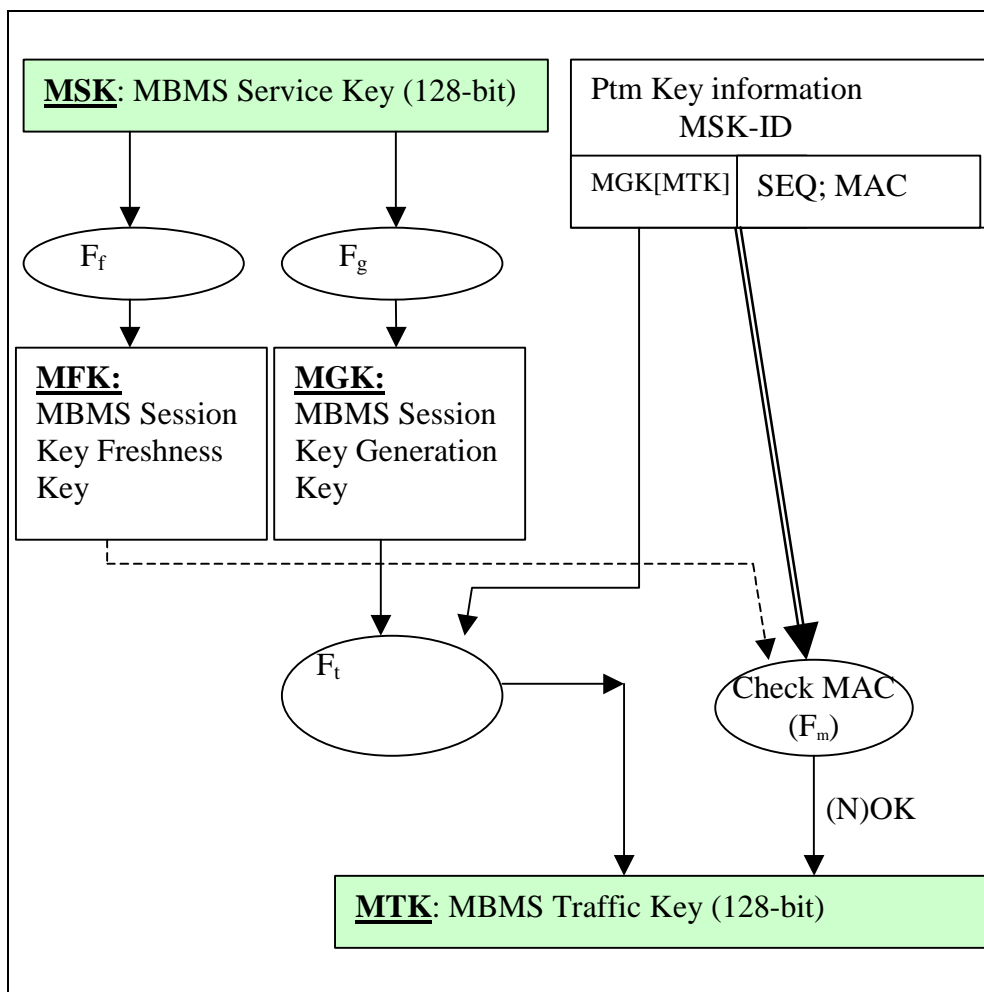 MSK: MBMS Service Key (128-bit)
Ptm Key information
MSK-ID
MGK[MTK]
SEQ; MAC
Ff
Fg
MFK:
MBMS Session
Key Freshness
Key
MGK:
MBMS Session
Key Generation
Key
Ft
Check MAC
(Fm)
(N)OK
MTK: MBMS Traffic Key (128-bit)